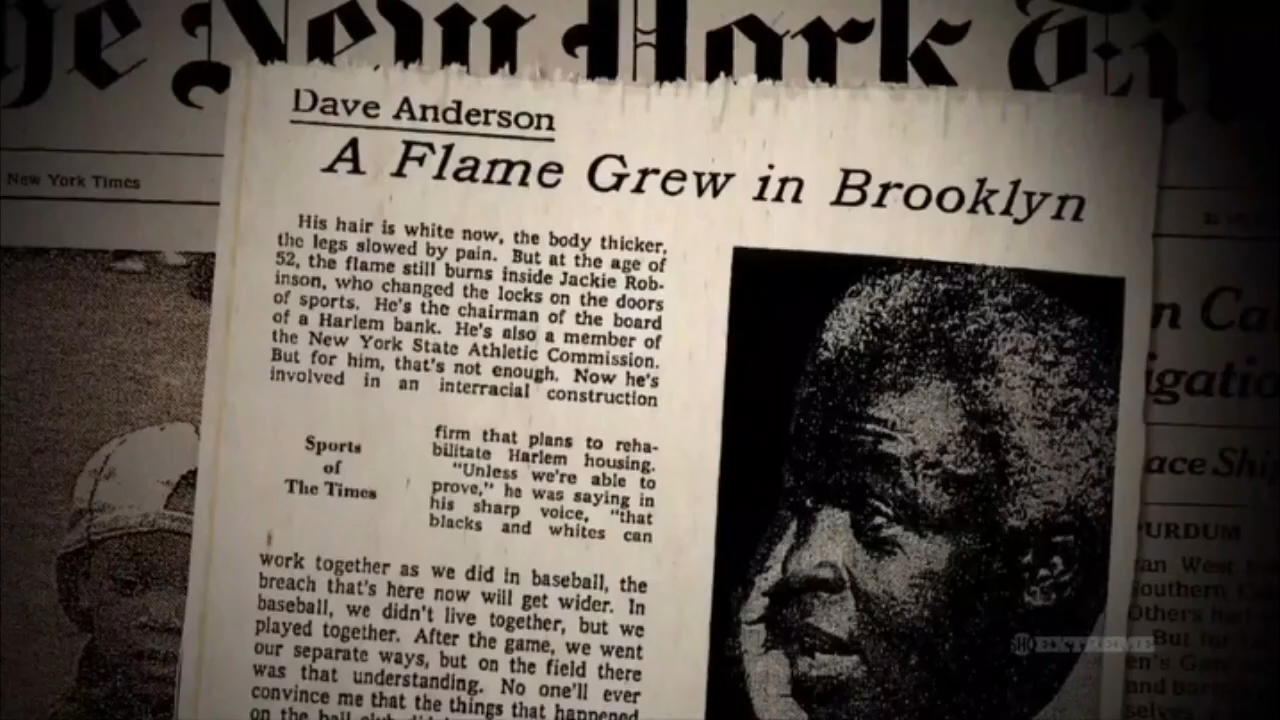 The New York Ti
New York Times
Dave Anderson
A Flame Grew in Brooklyn
His hair is white now, the body thicker,
the legs slowed by pain. But at the age of
52, the flame still burns inside Jackie Rob-
inson, who changed the locks on the doors
of sports. He's the chairman of the board
of a Harlem bank. He's also a member of
the New York State Athletic Commission.
But for him, that's not enough. Now he's
involved in an interracial construction
Sports
of
The Times
firm that plans to reha-
bilitate Harlem housing.
"Unless we're able to
prove," he was saying in
his sharp voice, "that
blacks and whites can
work together as we did in baseball, the
breach that's here now will get wider. In
baseball, we didn't live together, but we
played together. After the game, we went
our separate ways, but on the field there
was that understanding. No one'll ever
convince me that the things that happened
on the ball club
n Ca
igatio
ace Shi
PURDUM
an West
Southern
Others
But for
en's Ga
and Bar
selves